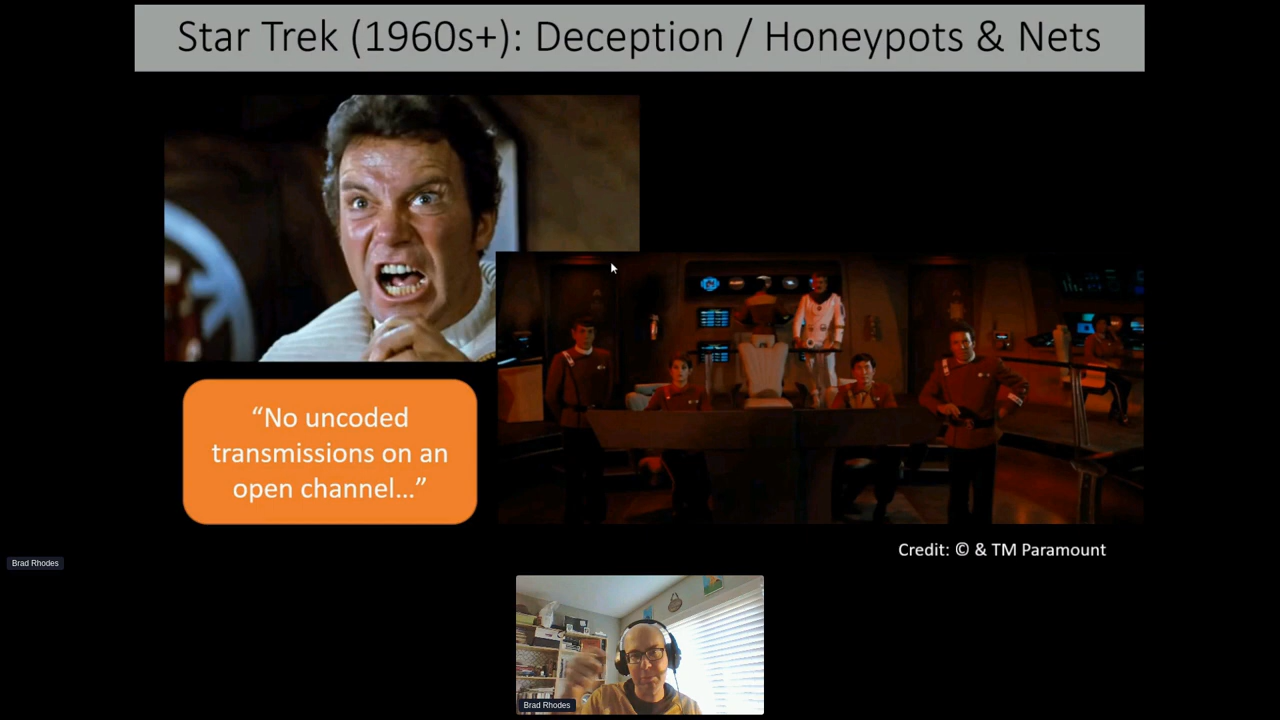 Star Trek (1960s+): Deception / Honeypots & Nets
“No uncoded
transmissions on an
open channel…”
Credit: © & TM Paramount
Brad Rhodes
Brad Rhodes